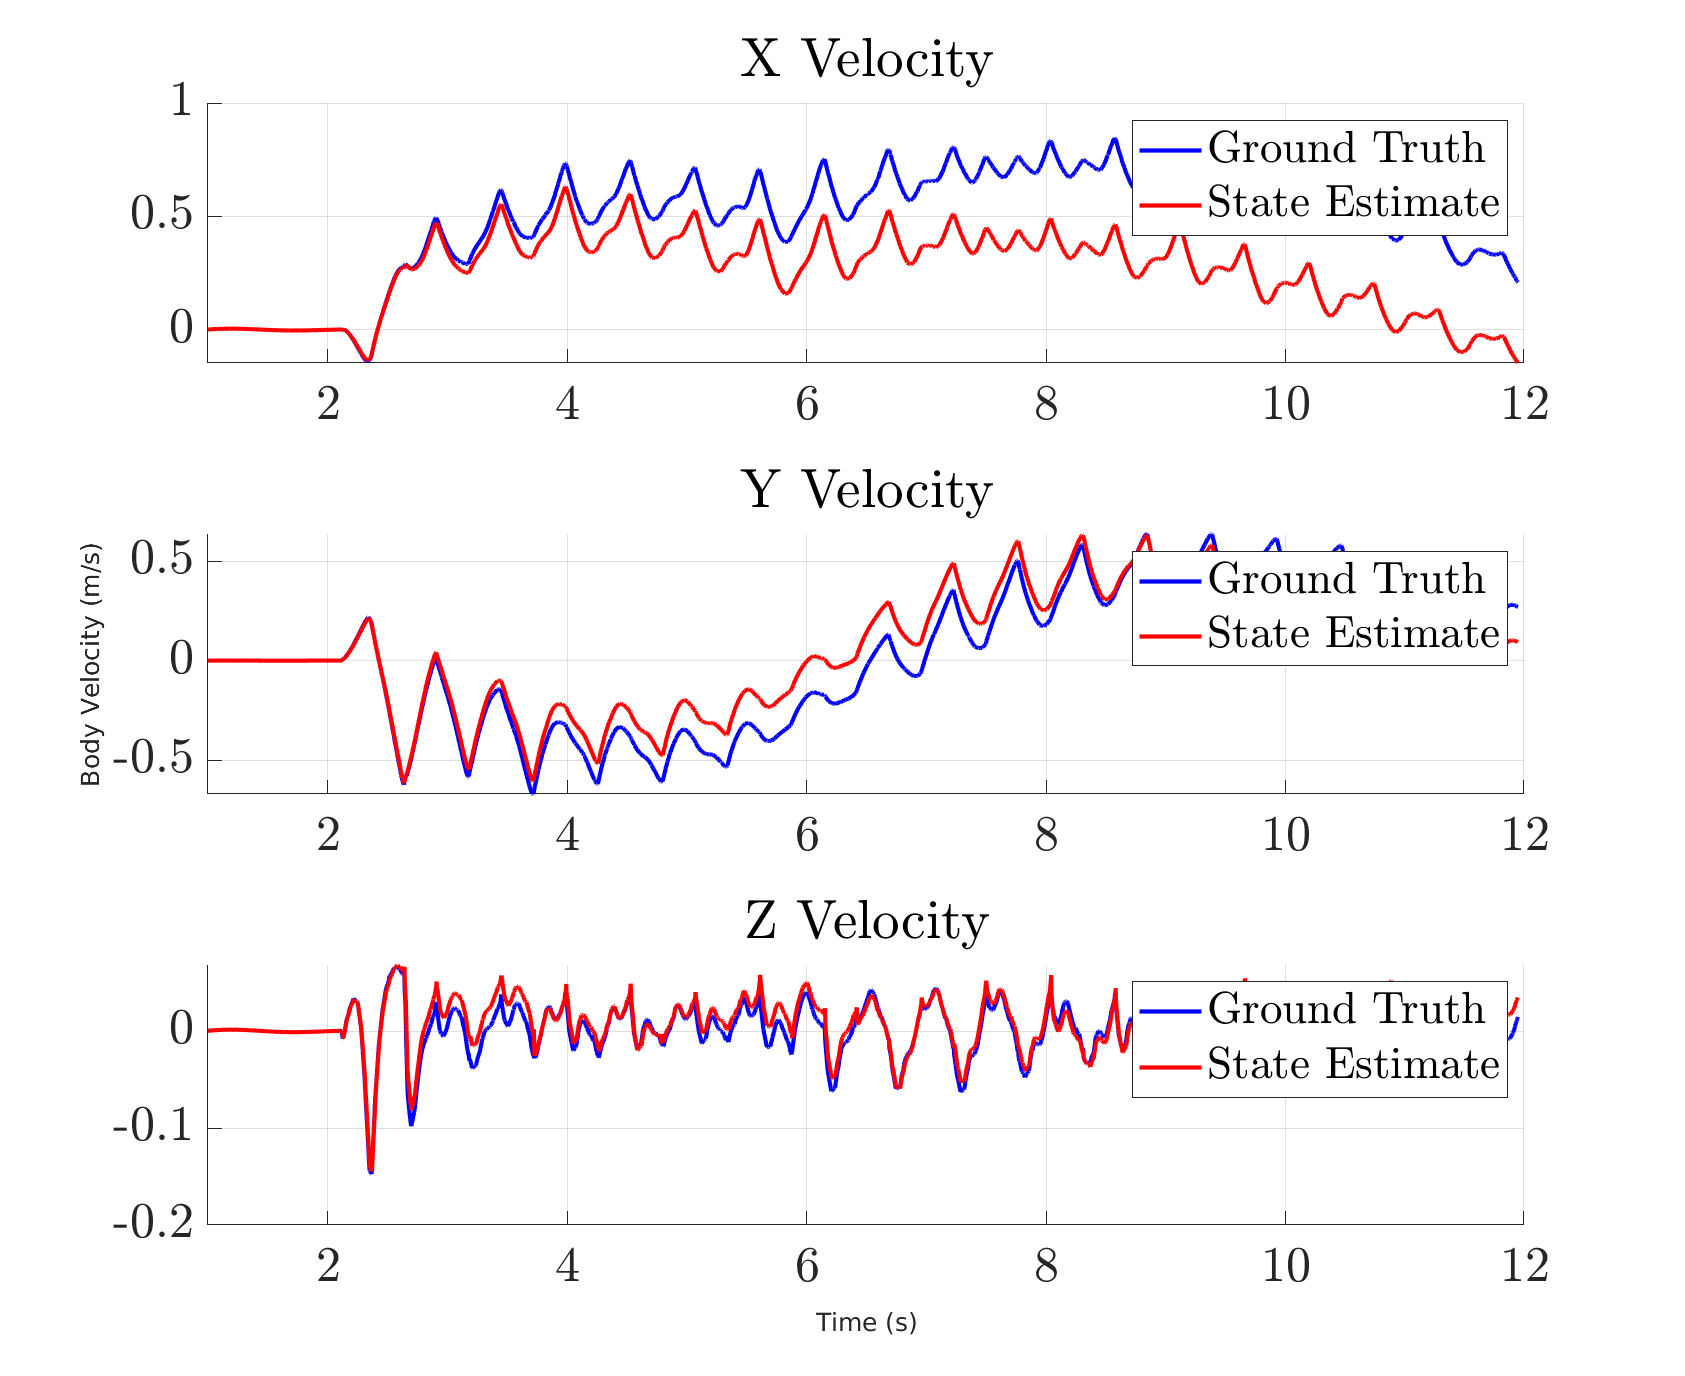 X Velocity
1
0.5
0
2 4 6 8 10 12
Ground Truth
State Estimate
Y Velocity
Body Velocity (m/s)
0.5
0
-0.5
2 4 6 8 10 12
Ground Truth
State Estimate
Z Velocity
0
-0.1
-0.2
2 4 6 8 10 12
Ground Truth
State Estimate
Time (s)